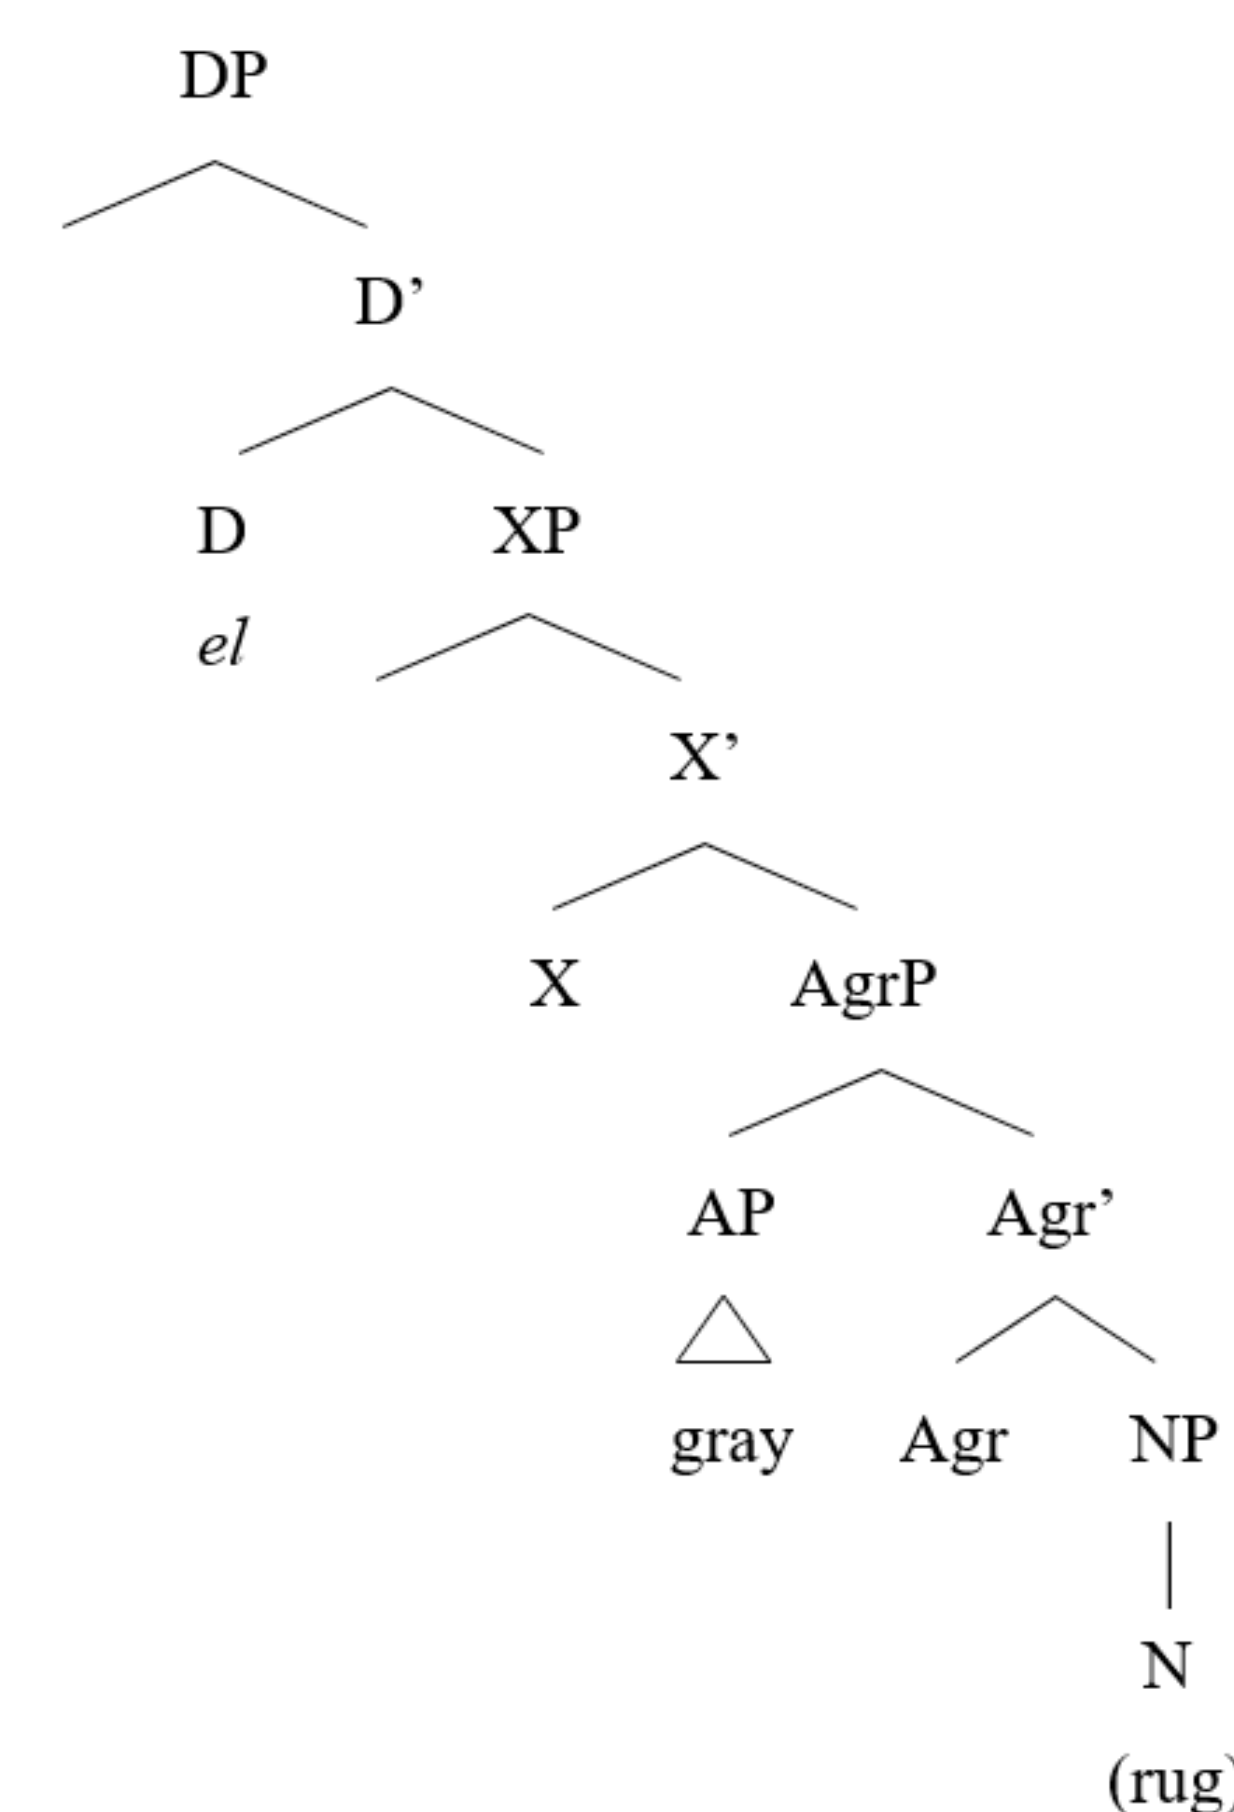 DP
D’
D XP
el
X’
X AgrP
AP Agr’
gray Agr NP
N
(rug)